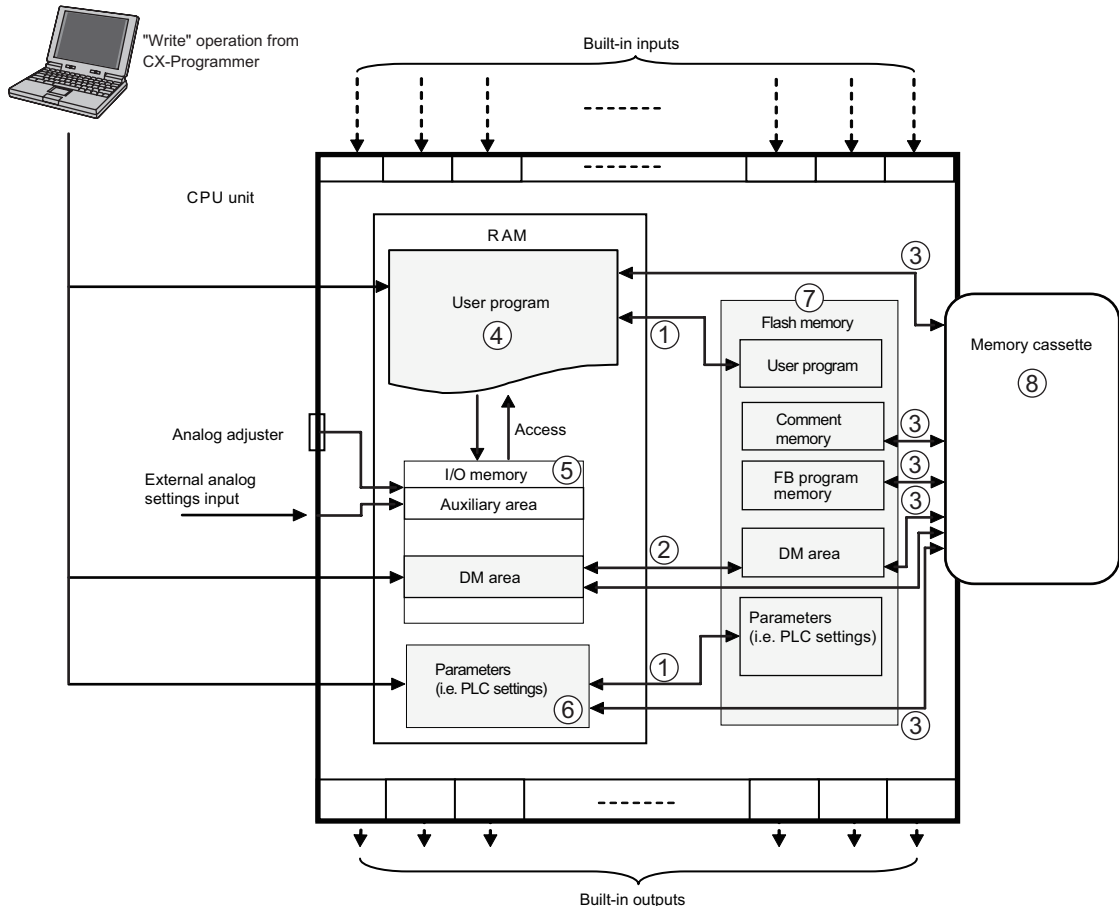 "Write" operation from
CX-Programmer
Built-in inputs
CPU unit
RAM
User program
④
①
③
⑦
Flash memory
User program
Memory cassette
⑧
Comment
memory
③
Access
Analog adjuster
External analog
settings input
I/O memory
⑤
Auxiliary area
FB program
memory
③
③
DM area
②
DM area
Parameters
(i.e. PLC settings)
Parameters
(i.e. PLC settings)
⑥
①
③
Built-in outputs